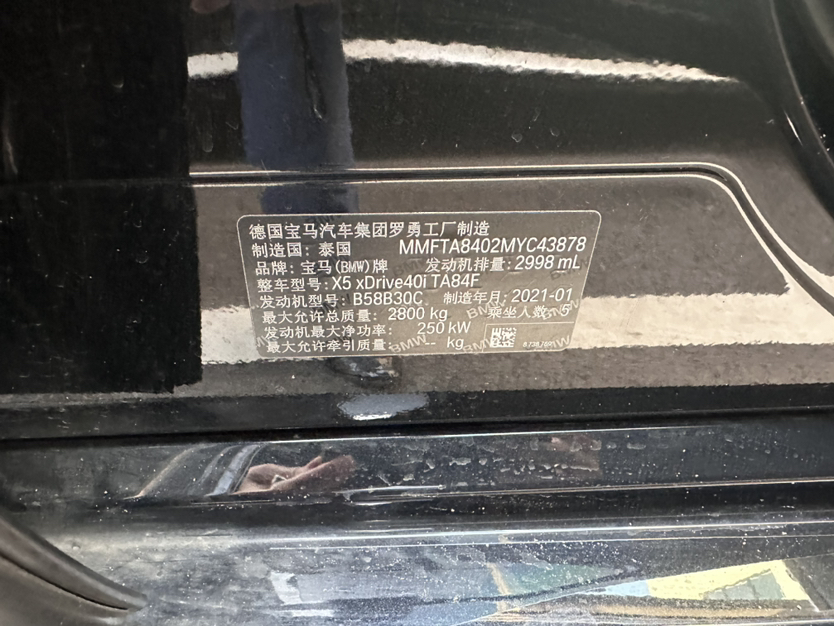 德国宝马汽车集团罗勇工厂制造
制造国：泰国 MMFTA8402MYC43878
品牌：宝马(BMW)牌 发动机排量：2998 mL
整车型号：X5 xDrive40i TA84F
发动机型号：B58B30C 制造年月：2021-01
最大允许总质量：2800 kg 乘坐人数：5
发动机最大净功率：250 kW
最大允许牵引质量：-- kg
BMW
BMW
BMW
BMW